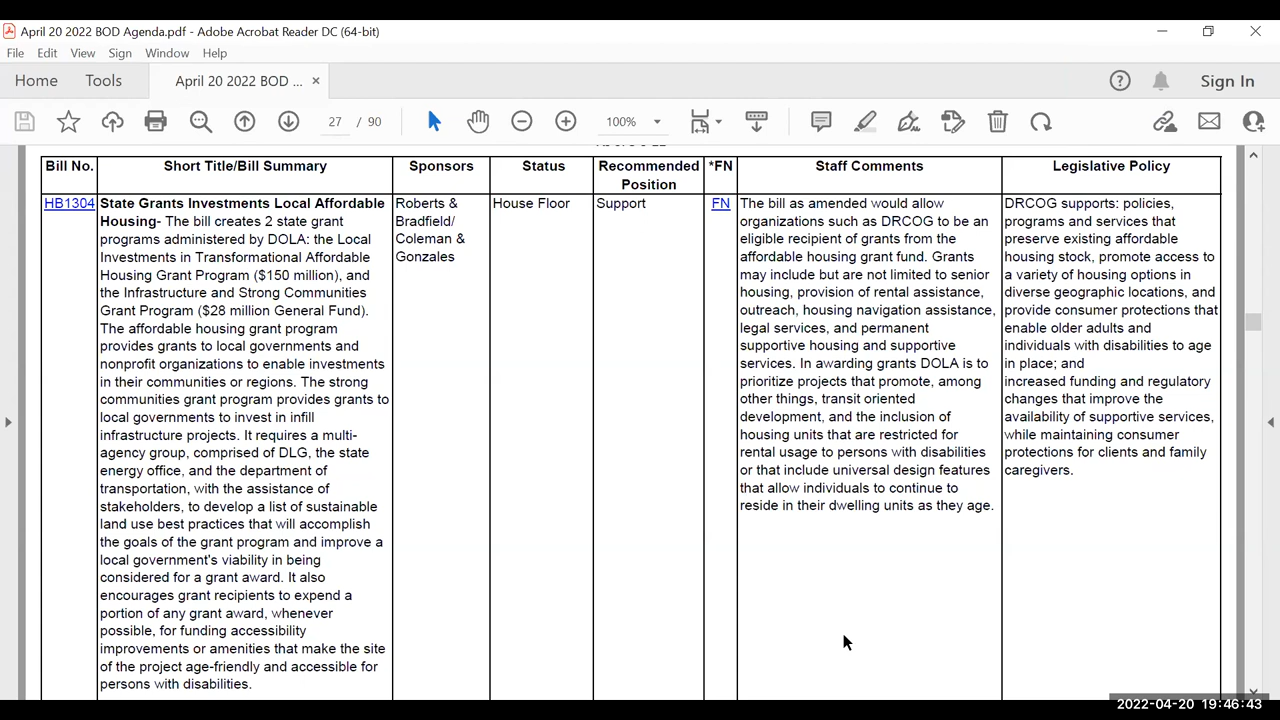 April 20 2022 BOD Agenda.pdf - Adobe Acrobat Reader DC (64-bit)
File Edit View Sign Window Help
Home Tools April 20 2022 BOD ... × Sign In
27 / 90 100%
Bill No. Short Title/Bill Summary Sponsors Status Recommended Position *FN Staff Comments Legislative Policy
HB1304
State Grants Investments Local Affordable
Housing- The bill creates 2 state grant
programs administered by DOLA: the Local
Investments in Transformational Affordable
Housing Grant Program ($150 million), and
the Infrastructure and Strong Communities
Grant Program ($28 million General Fund).
The affordable housing grant program
provides grants to local governments and
nonprofit organizations to enable investments
in their communities or regions. The strong
communities grant program provides grants to
local governments to invest in infill
infrastructure projects. It requires a multi-
agency group, comprised of DLG, the state
energy office, and the department of
transportation, with the assistance of
stakeholders, to develop a list of sustainable
land use best practices that will accomplish
the goals of the grant program and improve a
local government's viability in being
considered for a grant award. It also
encourages grant recipients to expend a
portion of any grant award, whenever
possible, for funding accessibility
improvements or amenities that make the site
of the project age-friendly and accessible for
persons with disabilities.
Roberts &
Bradfield/
Coleman &
Gonzales
House Floor
Support
FN
The bill as amended would allow
organizations such as DRCOG to be an
eligible recipient of grants from the
affordable housing grant fund. Grants
may include but are not limited to senior
housing, provision of rental assistance,
outreach, housing navigation assistance,
legal services, and permanent
supportive housing and supportive
services. In awarding grants DOLA is to
prioritize projects that promote, among
other things, transit oriented
development, and the inclusion of
housing units that are restricted for
rental usage to persons with disabilities
or that include universal design features
that allow individuals to continue to
reside in their dwelling units as they age.
DRCOG supports: policies,
programs and services that
preserve existing affordable
housing stock, promote access to
a variety of housing options in
diverse geographic locations, and
provide consumer protections that
enable older adults and
individuals with disabilities to age
in place; and
increased funding and regulatory
changes that improve the
availability of supportive services,
while maintaining consumer
protections for clients and family
caregivers.
2022-04-20 19:46:43